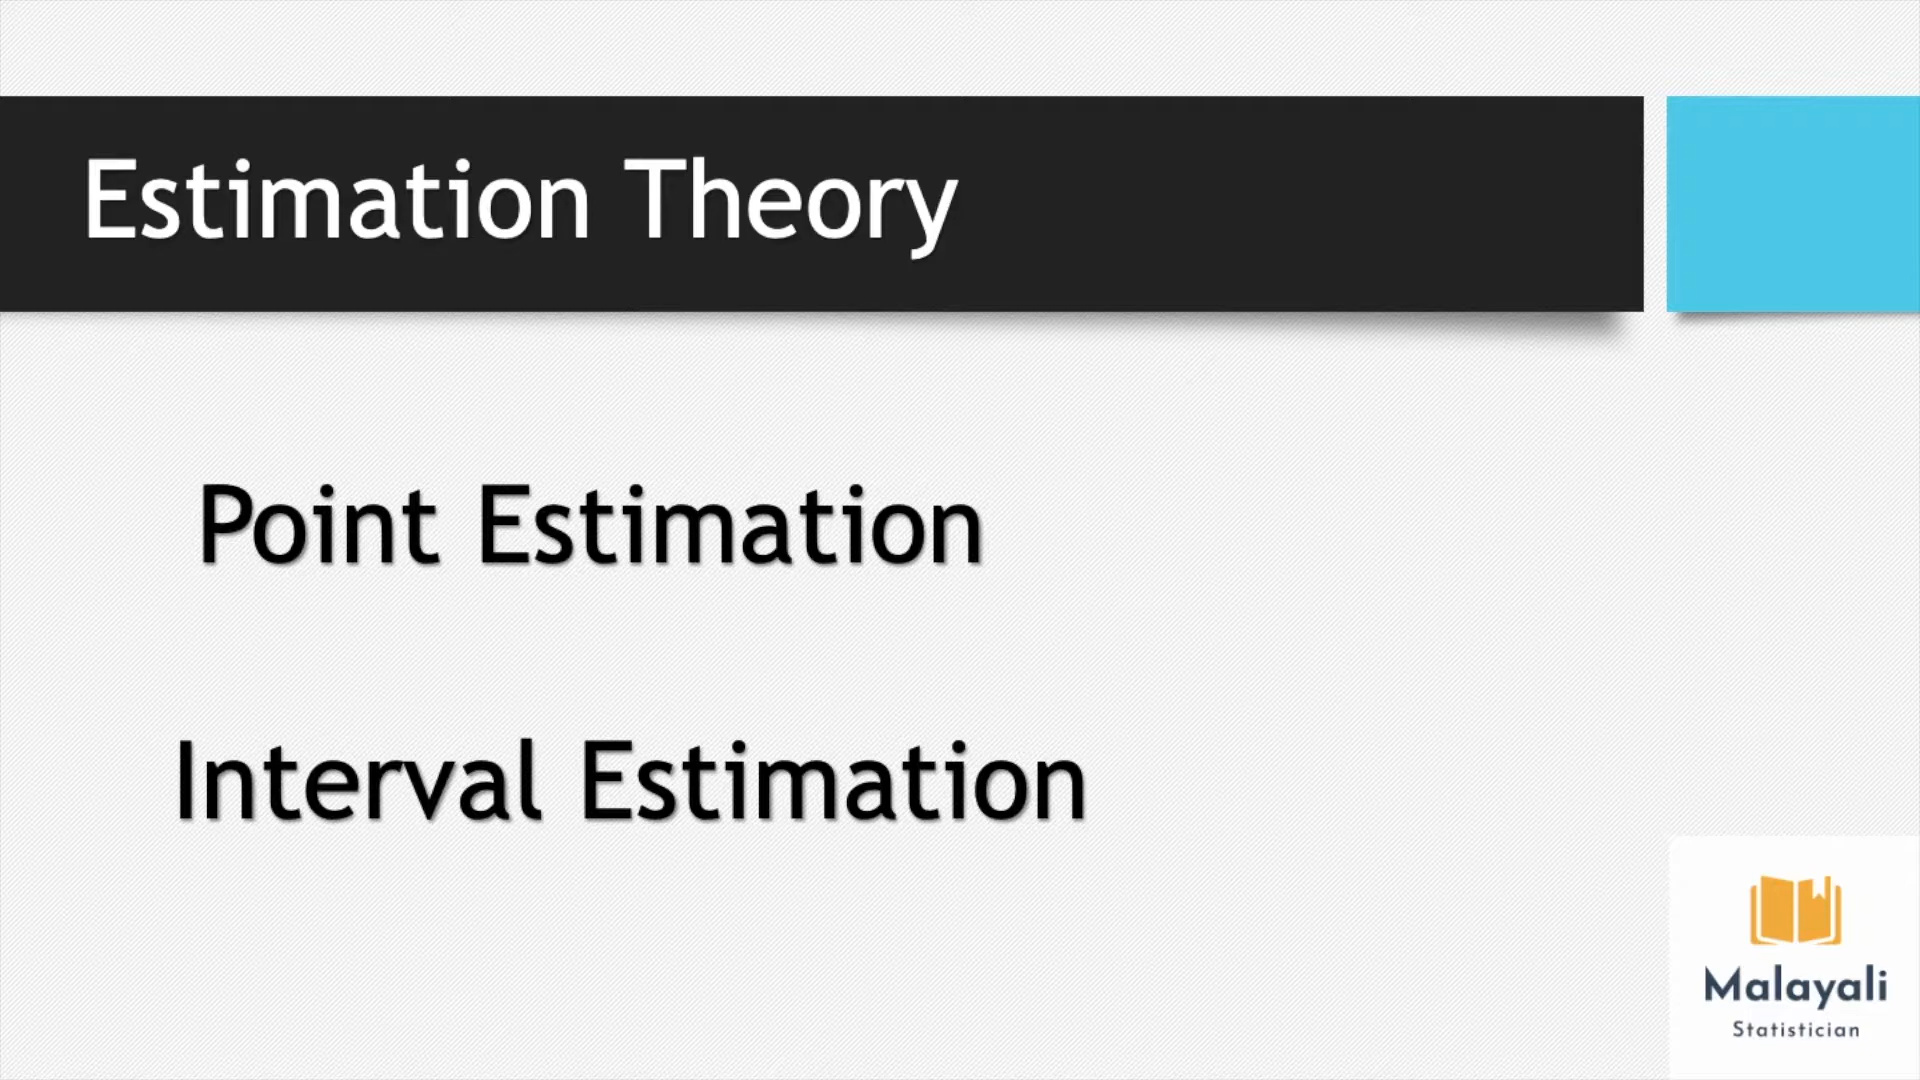 Estimation Theory
Point Estimation
Interval Estimation
Malayali
Statistician